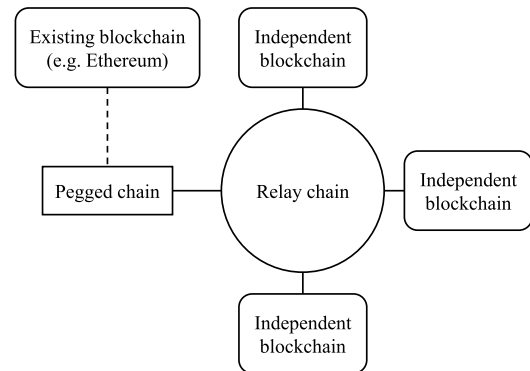 Existing blockchain
(e.g. Ethereum)
Independent
blockchain
Pegged chain
Relay chain
Independent
blockchain
Independent
blockchain